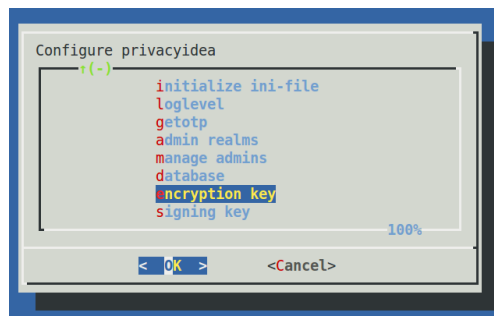 Configure privacyidea
↑(-)
initialize ini-file
loglevel
getotp
admin realms
manage admins
database
encryption key
signing key
100%
< OK > <Cancel>